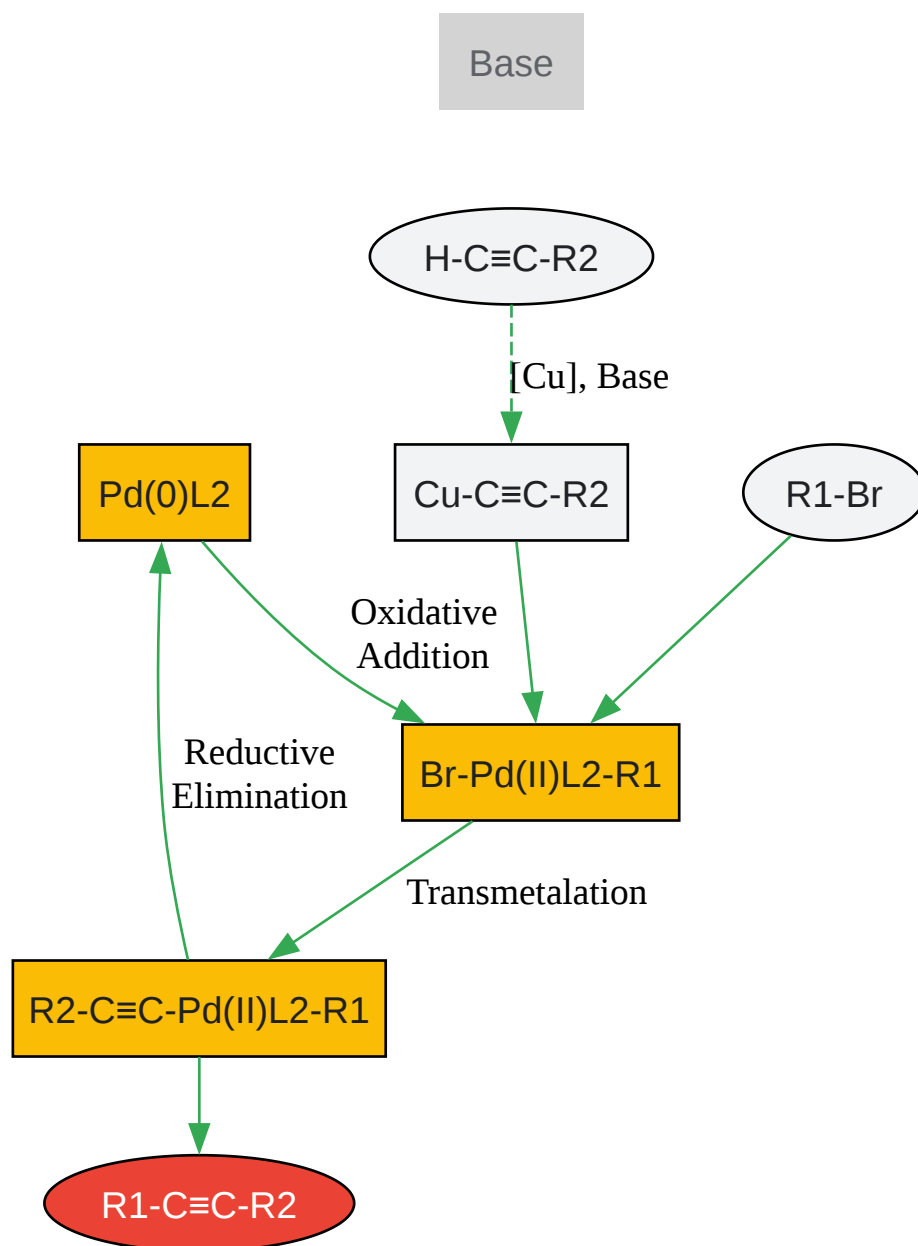 Base
H-C≡C-R2
[Cu], Base
Pd(0)L2
Cu-C≡C-R2
R1-Br
Oxidative
Addition
Br-Pd(II)L2-R1
Reductive
Elimination
Transmetalation
R2-C≡C-Pd(II)L2-R1
R1-C≡C-R2